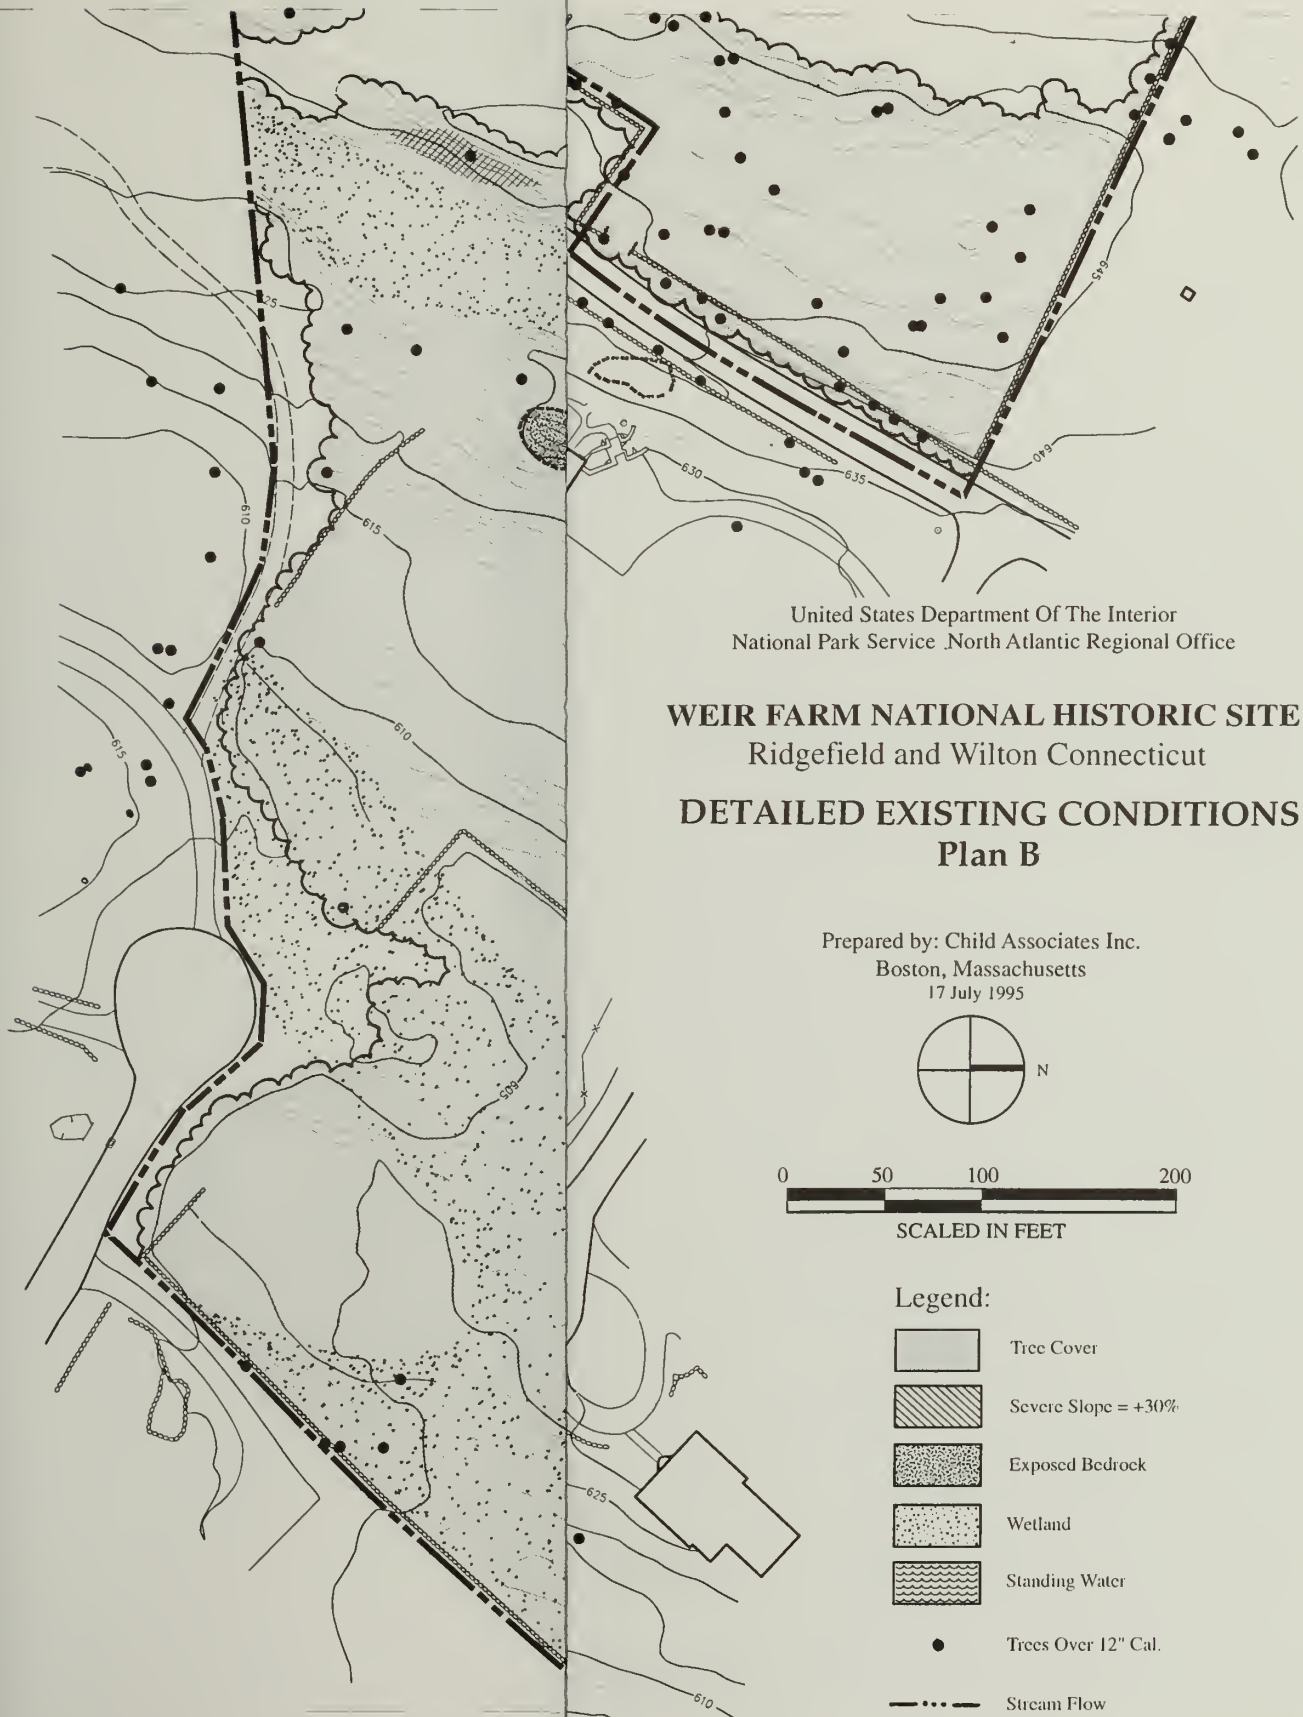 645
640
635
630
625
610
615
610
615
605
625
610
United States Department Of The Interior
National Park Service North Atlantic Regional Office
WEIR FARM NATIONAL HISTORIC SITE
Ridgefield and Wilton Connecticut
DETAILED EXISTING CONDITIONS
Plan B
Prepared by: Child Associates Inc.
Boston, Massachusetts
17 July 1995
N
0 50 100 200
SCALED IN FEET
Legend:
Tree Cover
Severe Slope = +30%
Exposed Bedrock
Wetland
Standing Water
Trees Over 12" Cal.
Stream Flow